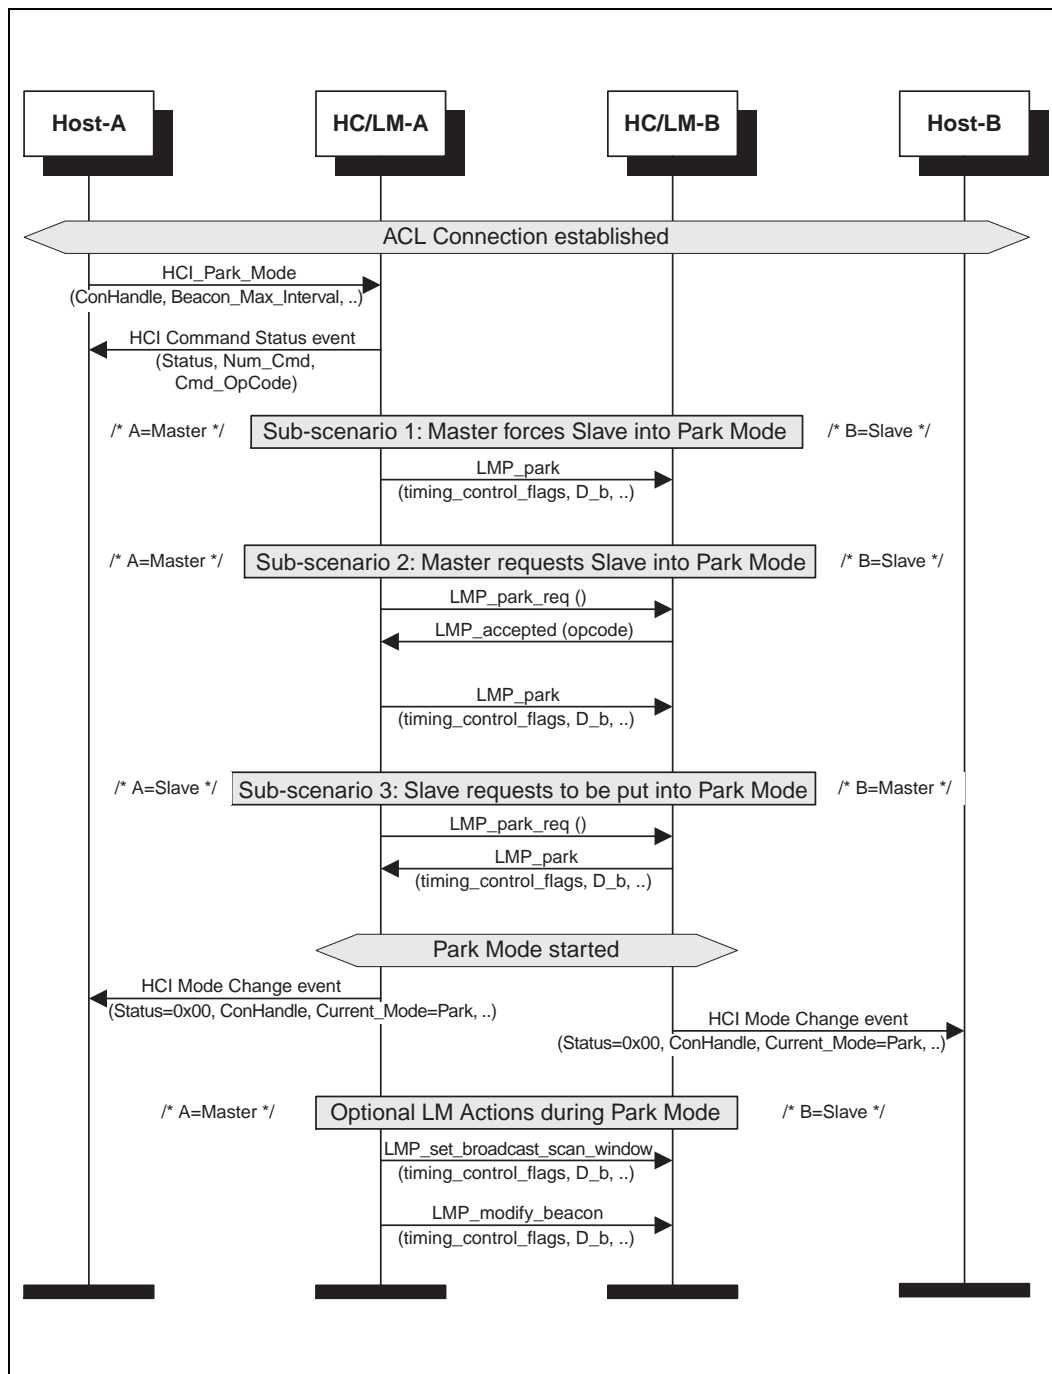 Host-A
HC/LM-A
HC/LM-B
Host-B
ACL Connection established
HCI_Park_Mode
(ConHandle, Beacon_Max_Interval, ..)
HCI Command Status event
(Status, Num_Cmd,
Cmd_OpCode)
/* A=Master */ Sub-scenario 1: Master forces Slave into Park Mode /* B=Slave */
LMP_park
(timing_control_flags, D_b, ..)
/* A=Master */ Sub-scenario 2: Master requests Slave into Park Mode /* B=Slave */
LMP_park_req ()
LMP_accepted (opcode)
LMP_park
(timing_control_flags, D_b, ..)
/* A=Slave */ Sub-scenario 3: Slave requests to be put into Park Mode /* B=Master */
LMP_park_req ()
LMP_park
(timing_control_flags, D_b, ..)
Park Mode started
HCI Mode Change event
(Status=0x00, ConHandle, Current_Mode=Park, ..)
HCI Mode Change event
(Status=0x00, ConHandle, Current_Mode=Park, ..)
/* A=Master */ Optional LM Actions during Park Mode /* B=Slave */
LMP_set_broadcast_scan_window
(timing_control_flags, D_b, ..)
LMP_modify_beacon
(timing_control_flags, D_b, ..)